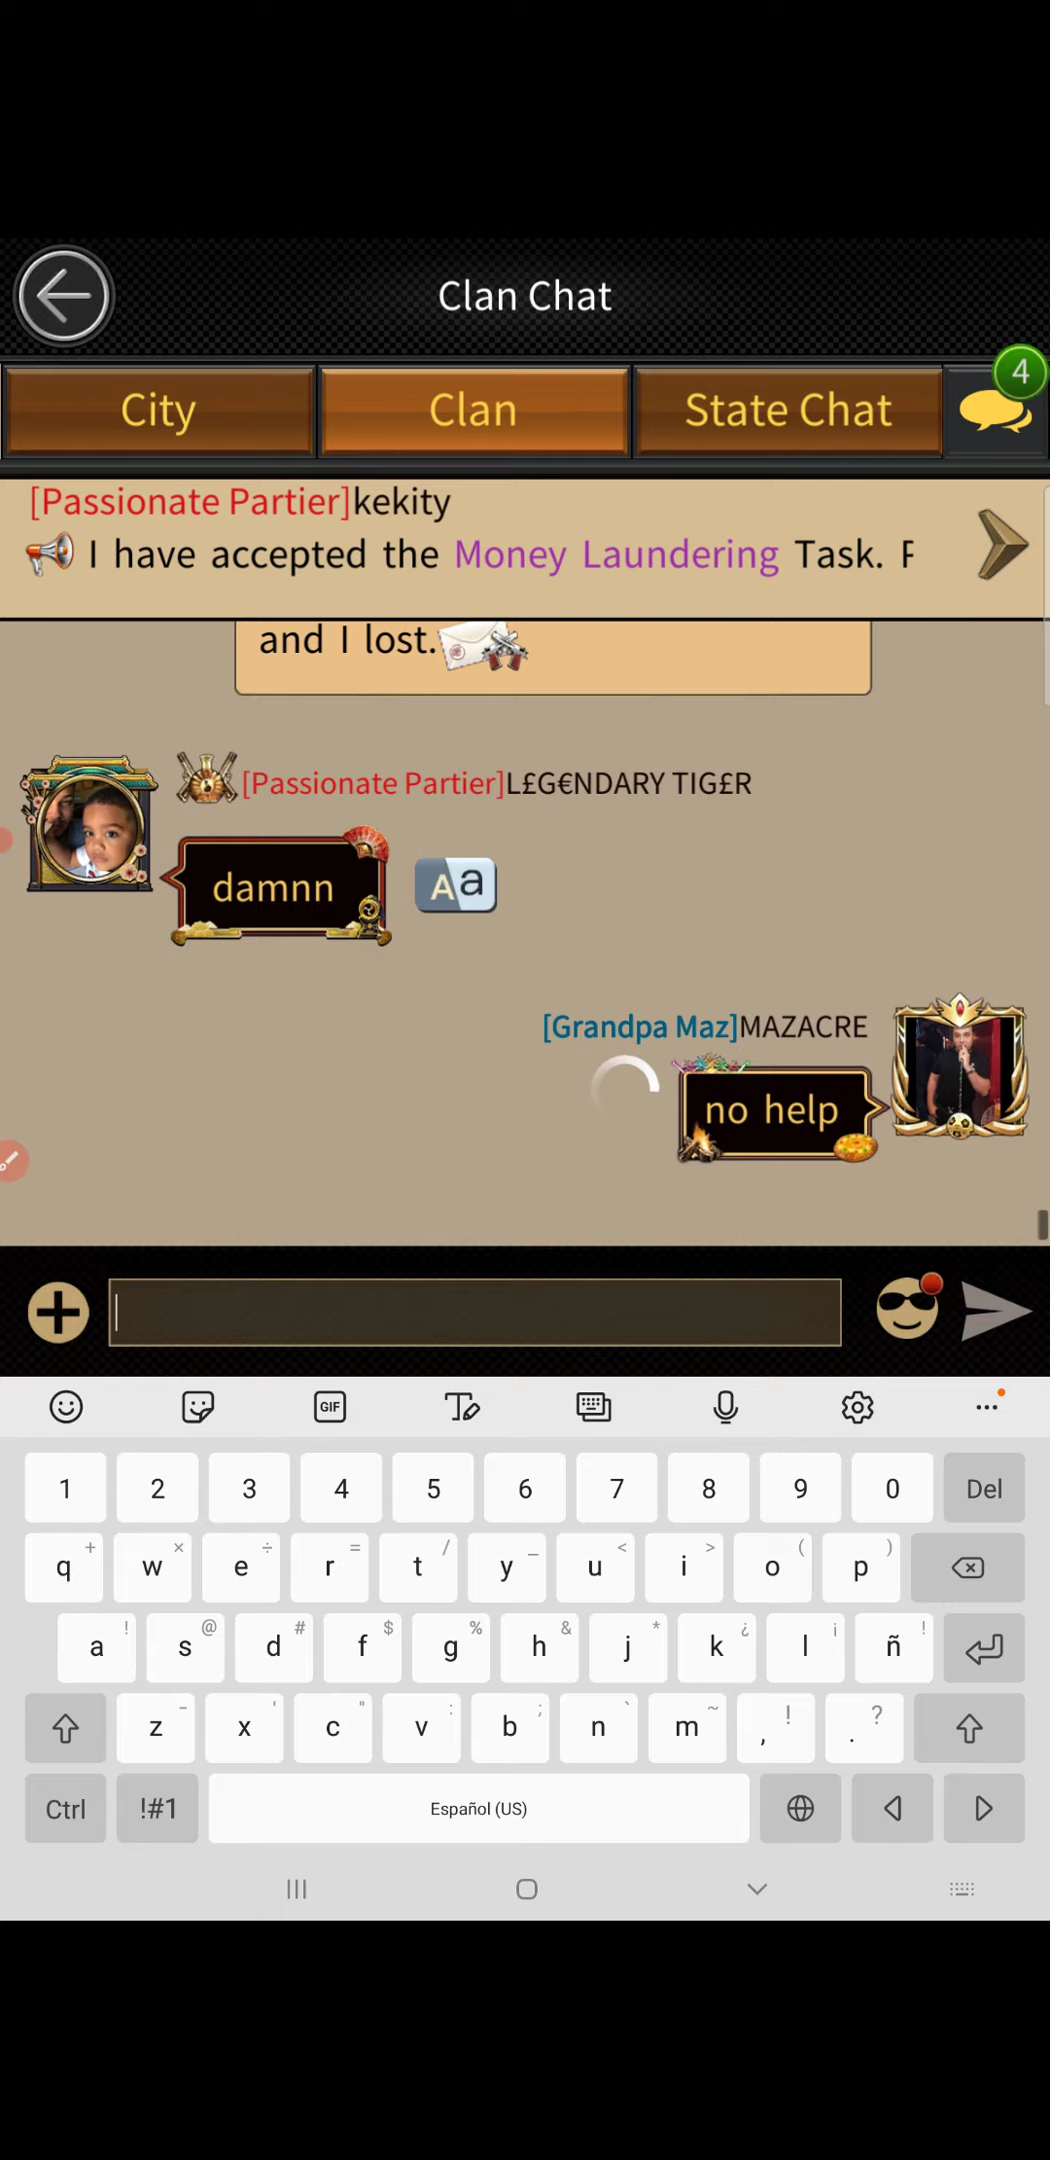 Clan Chat
City
Clan
State Chat
4
[Passionate Partier]kekity
I have accepted the Money Laundering Task.
and I lost.
[Passionate Partier]L£G€NDARY TIG£R
damnn
Aa
[Grandpa Maz]MAZACRE
no help
GIF
1 2 3 4 5 6 7 8 9 0 Del
q + w × e ÷ r = t / y _ u < i > o ( p )
a ! s @ d # f $ g % h & j * k ¿ l ¡ ñ !
z - x ' c " v : b ; n ` m ~ , ! . ?
Ctrl !#1 Español (US)